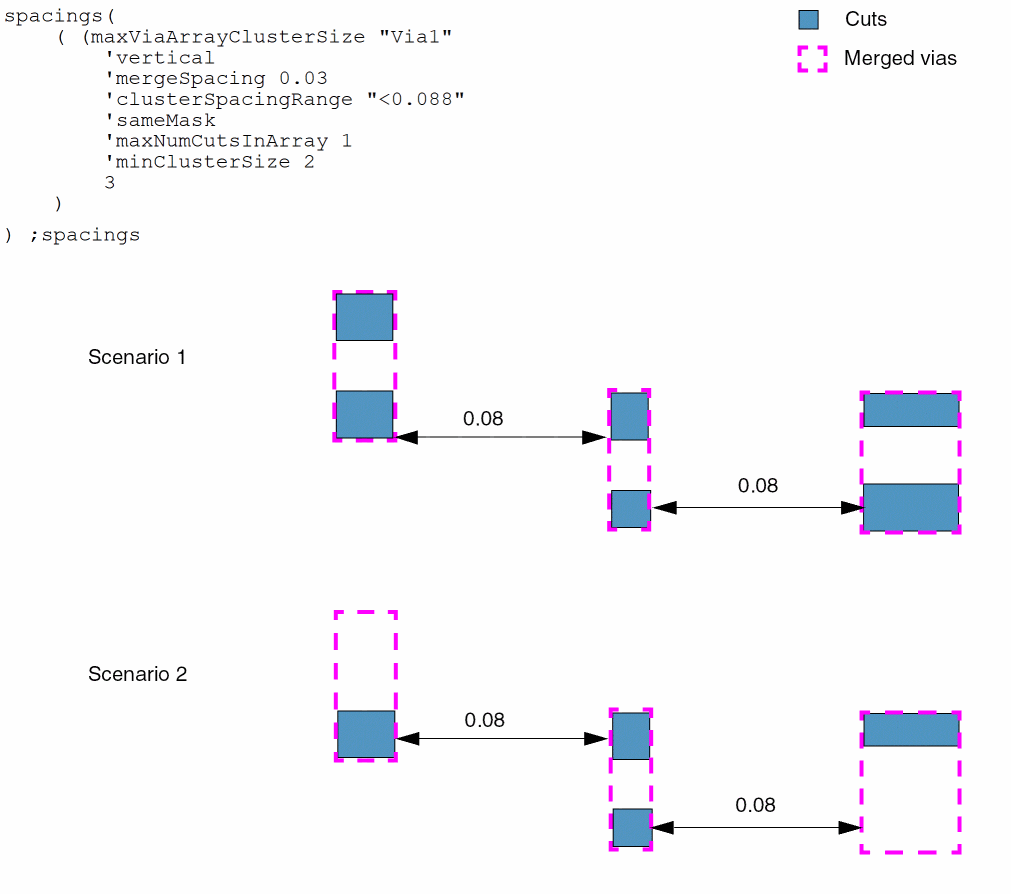 spacings(
( (maxViaArrayClusterSize "Via1"
'vertical
'mergeSpacing 0.03
'clusterSpacingRange "<0.088"
'sameMask
'maxNumCutsInArray 1
'minClusterSize 2
3
)
) ;spacings
Cuts
Merged vias
Scenario 1
0.08
0.08
Scenario 2
0.08
0.08